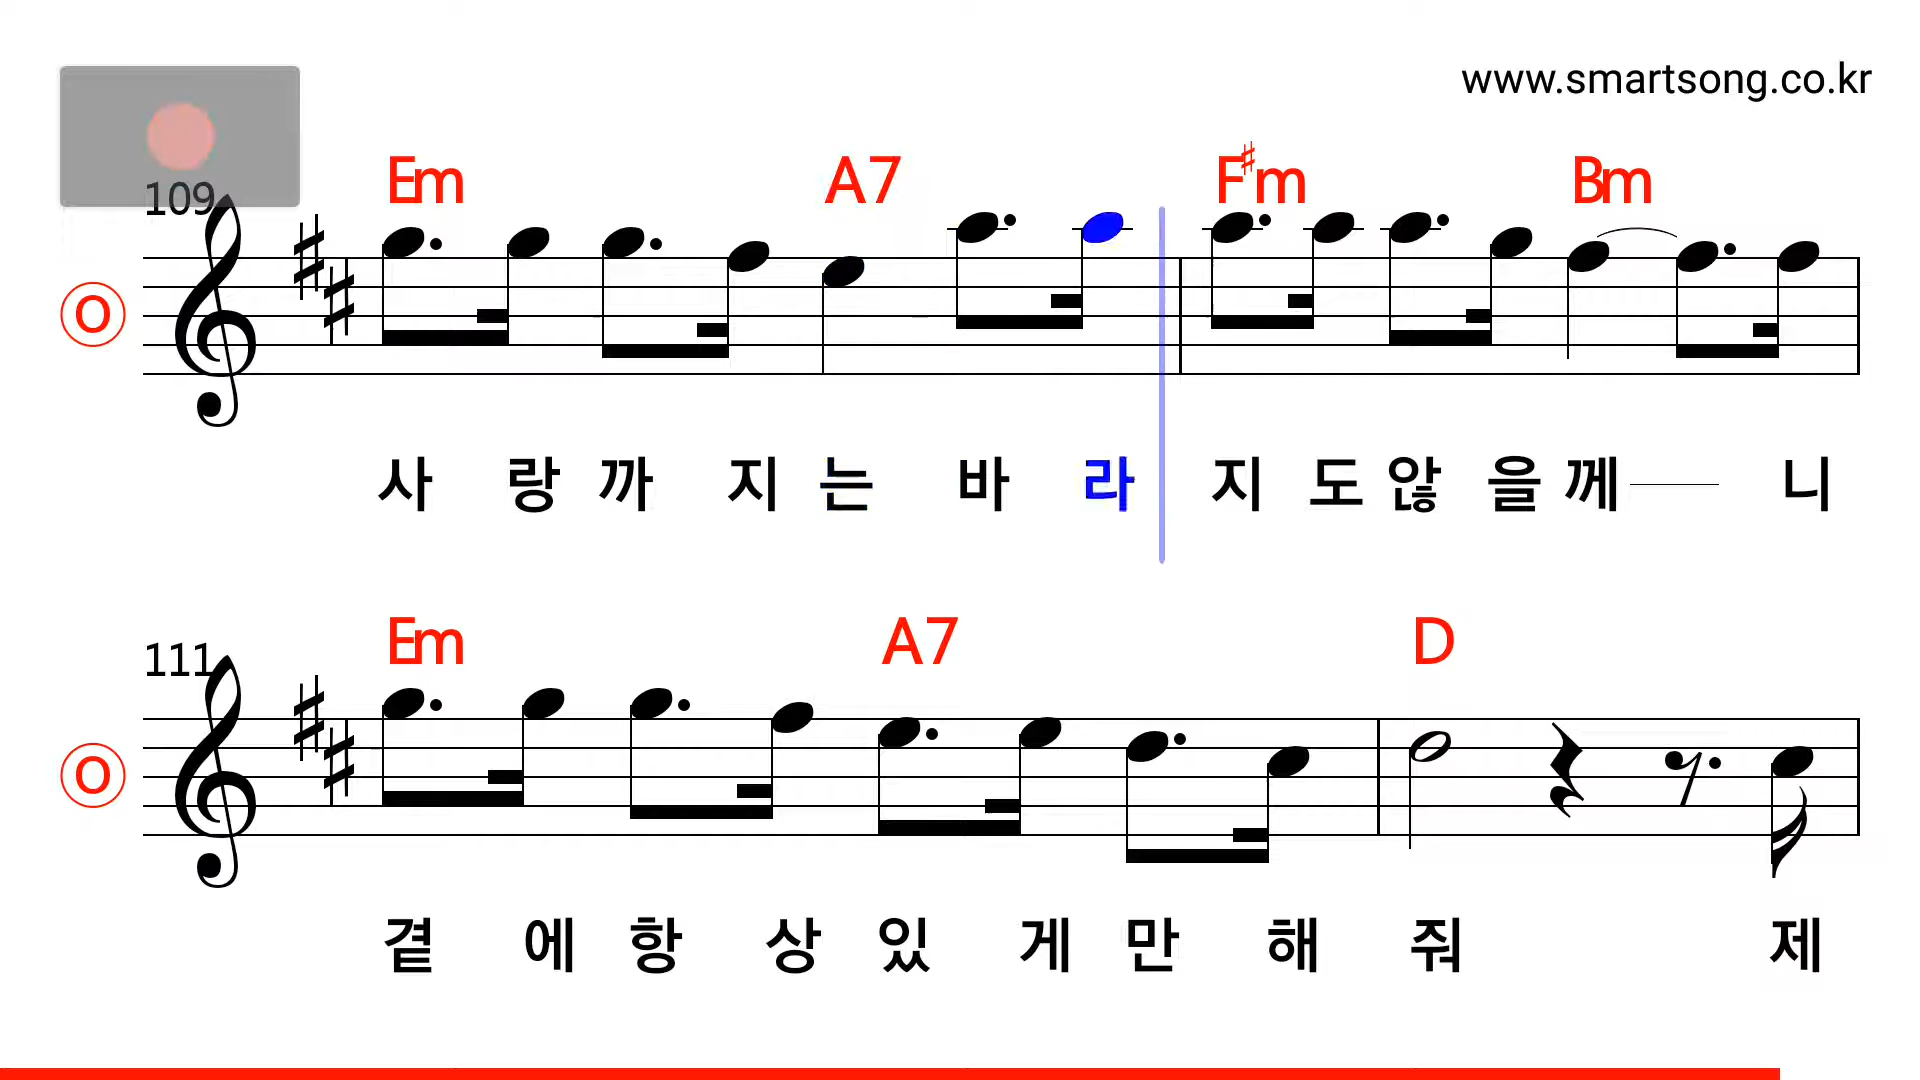 www.smartsong.co.kr
109 Em A7 F♯m Bm
O
사 랑 까 지 는 바 라 지 도 않 을 께 니
111 Em A7 D
O
곁 에 항 상 있 게 만 해 줘 제